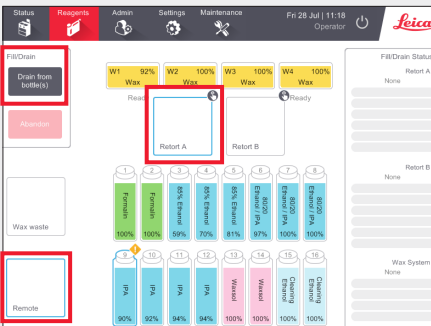 Status
Reagents
Admin
Settings
Maintenance
Fri 28 Jul | 11:18
Operator
Leica
Fill/Drain
Drain from
bottle(s)
Abandon
Wax waste
Remote
W1 92%
Wax
W2 100%
Wax
W3 100%
Wax
W4 100%
Wax
Rea
Ready
Retort A
Retort B
1
Formalin
100%
2
Formalin
100%
3
85% Ethanol
59%
4
85% Ethanol
70%
5
85% Ethanol
81%
6
80/20
Ethanol / IPA
97%
7
80/20
Ethanol / IPA
100%
8
80/20
Ethanol / IPA
100%
9
IPA
90%
10
IPA
92%
11
IPA
94%
12
IPA
94%
13
Waxsol
100%
14
Waxsol
100%
15
Cleaning
Ethanol
100%
16
Cleaning
Ethanol
100%
Fill/Drain Status
Retort A
None
Retort B
None
Wax System
None